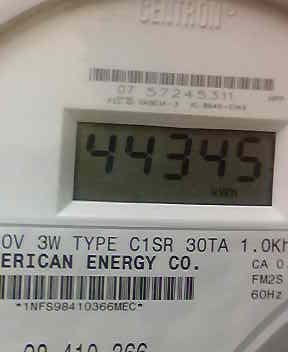 CENTRON
07 57245311
44345
kWh
0V 3W TYPE C1SR 30TA 1.0Kh
ERICAN ENERGY CO.
CA 0.
FM2S
60Hz
*1NFS98410366MEC*
09 410 366